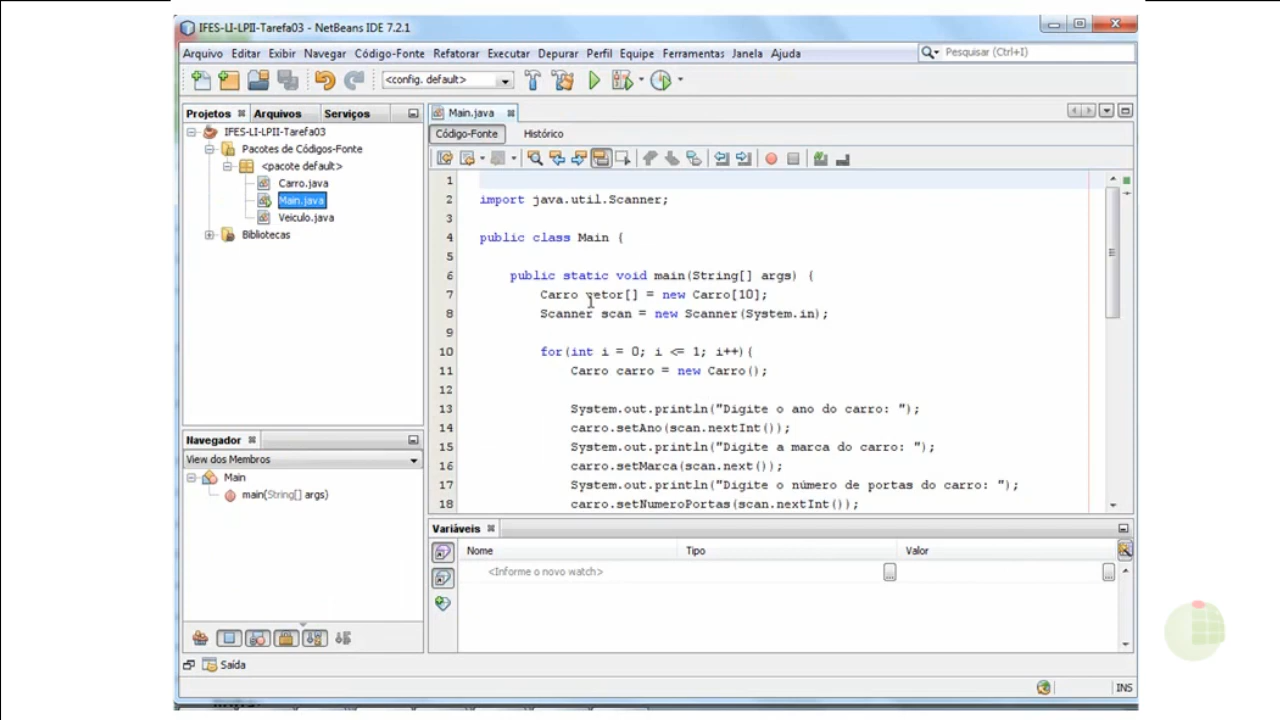 IFES-LI-LPII-Tarefa03 - NetBeans IDE 7.2.1
Arquivo Editar Exibir Navegar Código-Fonte Refatorar Executar Depurar Perfil Equipe Ferramentas Janela Ajuda
Pesquisar (Ctrl+I)
<config. default>
Projetos Arquivos Serviços
IFES-LI-LPII-Tarefa03
Pacotes de Códigos-Fonte
<pacote default>
Carro.java
Main.java
Veiculo.java
Bibliotecas
Navegador
View dos Membros
Main
main(String[] args)
Main.java
Código-Fonte Histórico
1
2 import java.util.Scanner;
3
4 public class Main {
5
6 public static void main(String[] args) {
7 Carro vetor[] = new Carro[10];
8 Scanner scan = new Scanner(System.in);
9
10 for(int i = 0; i <= 1; i++){
11 Carro carro = new Carro();
12
13 System.out.println("Digite o ano do carro: ");
14 carro.setAno(scan.nextInt());
15 System.out.println("Digite a marca do carro: ");
16 carro.setMarca(scan.next());
17 System.out.println("Digite o número de portas do carro: ");
18 carro.setNumeroPortas(scan.nextInt());
Variáveis
Nome Tipo Valor
<Informe o novo watch>
Saída
INS